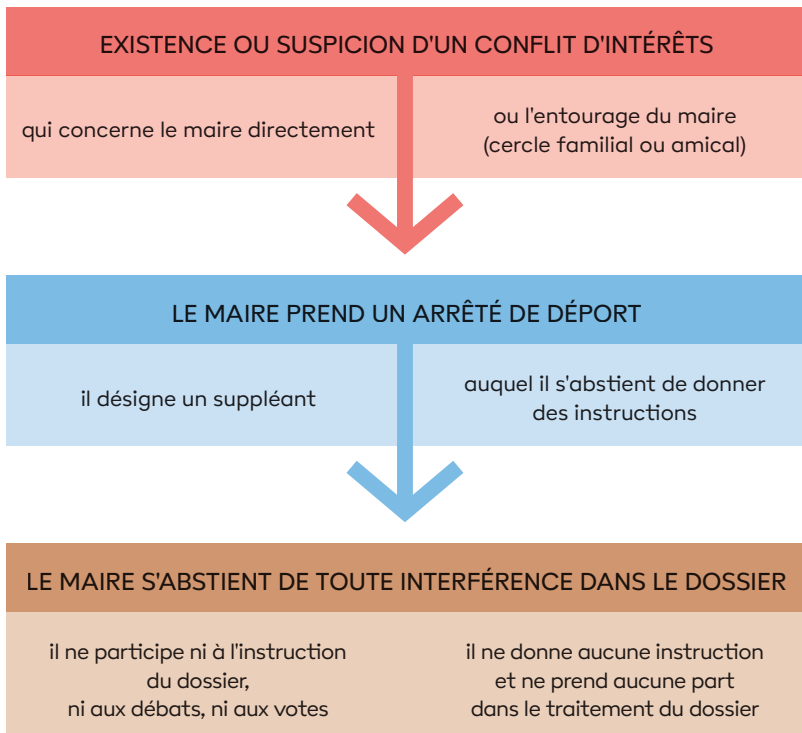 EXISTENCE OU SUSPICION D'UN CONFLIT D'INTÉRÊTS
qui concerne le maire directement
ou l'entourage du maire
(cercle familial ou amical)
LE MAIRE PREND UN ARRÊTÉ DE DÉPORT
il désigne un suppléant
auquel il s'abstient de donner
des instructions
LE MAIRE S'ABSTIENT DE TOUTE INTERFÉRENCE DANS LE DOSSIER
il ne participe ni à l'instruction
du dossier,
ni aux débats, ni aux votes
il ne donne aucune instruction
et ne prend aucune part
dans le traitement du dossier